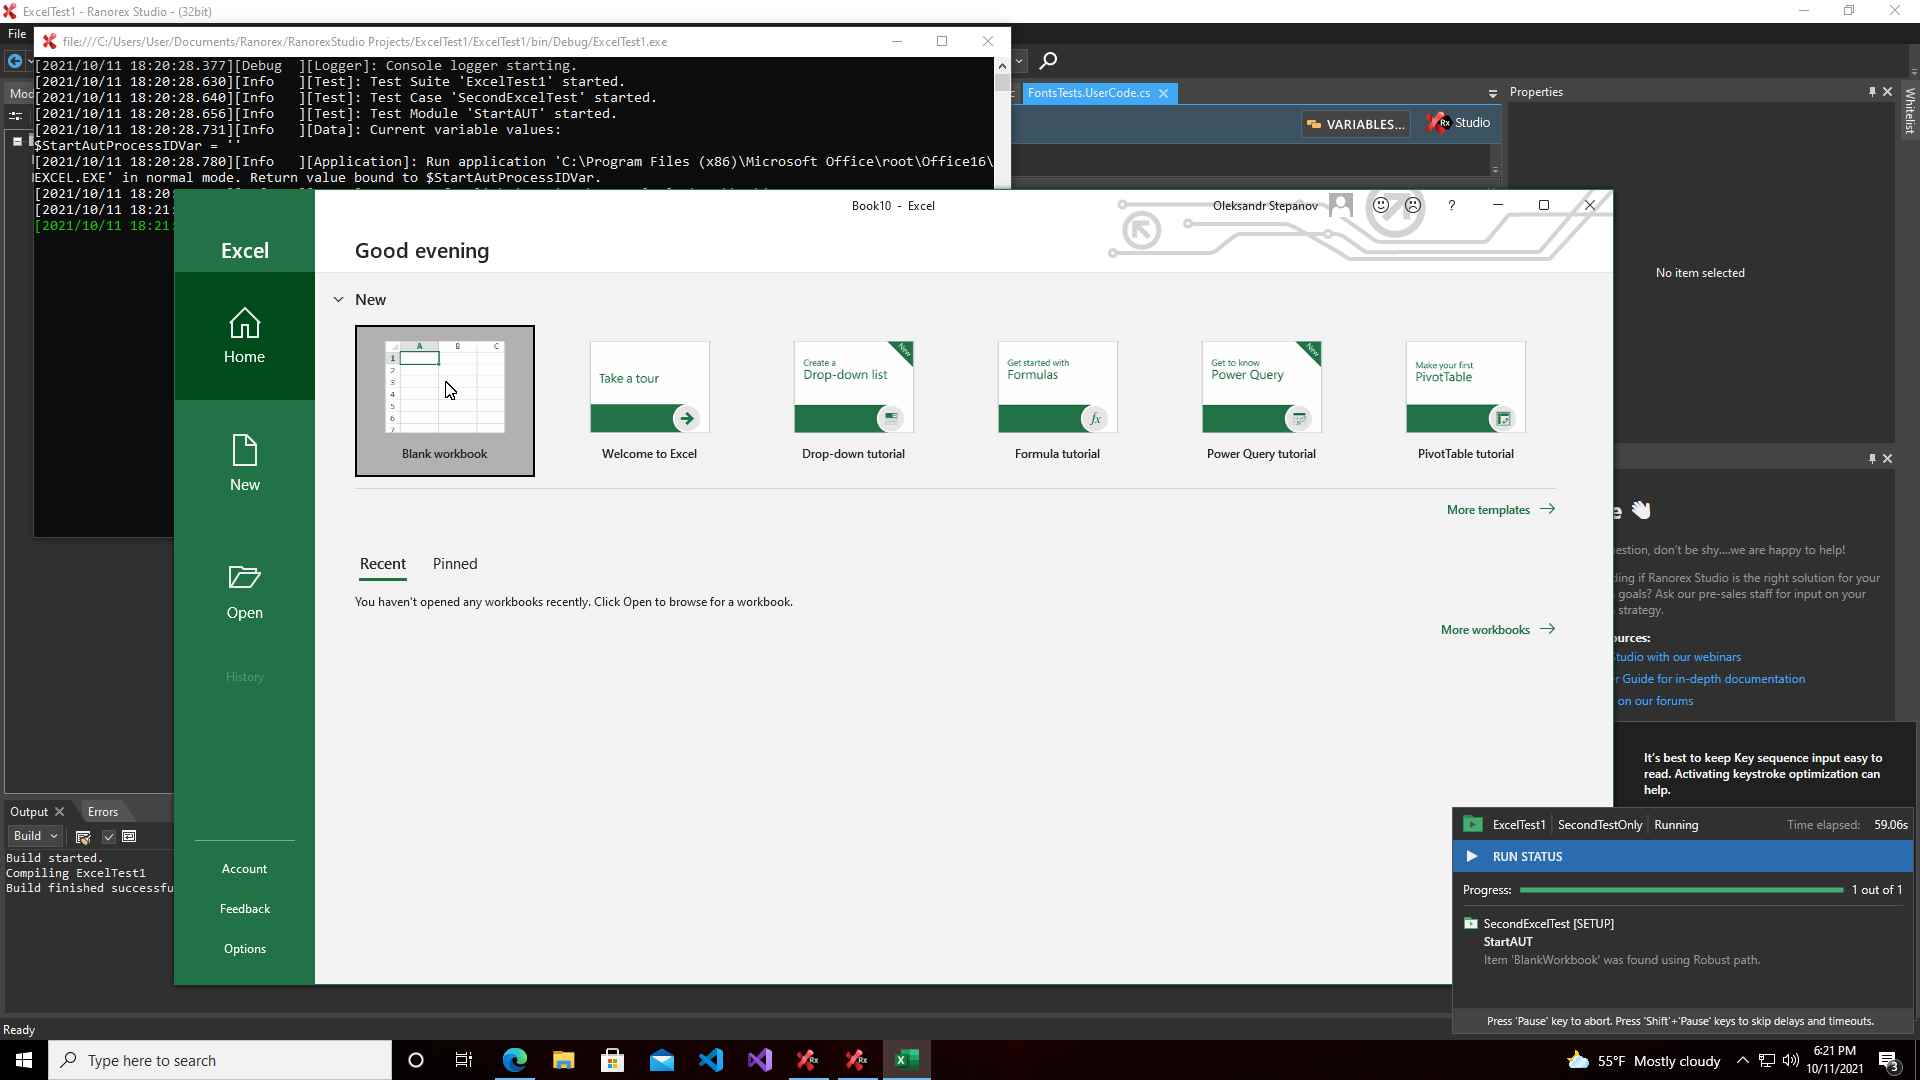 ExcelTest1 - Ranorex Studio - (32bit)
File
file:///C:/Users/User/Documents/Ranorex/RanorexStudio Projects/ExcelTest1/ExcelTest1/bin/Debug/ExcelTest1.exe
[2021/10/11 18:20:28.377][Debug  ][Logger]: Console logger starting.
[2021/10/11 18:20:28.630][Info   ][Test]: Test Suite 'ExcelTest1' started.
[2021/10/11 18:20:28.640][Info   ][Test]: Test Case 'SecondExcelTest' started.
[2021/10/11 18:20:28.656][Info   ][Test]: Test Module 'StartAUT' started.
[2021/10/11 18:20:28.731][Info   ][Data]: Current variable values:
$StartAutProcessIDVar = ''
[2021/10/11 18:20:28.780][Info   ][Application]: Run application 'C:\Program Files (x86)\Microsoft Office\root\Office16\
EXCEL.EXE' in normal mode. Return value bound to $StartAutProcessIDVar.
[2021/10/11 18:20:
[2021/10/11 18:21:
[2021/10/11 18:21:
FontsTests.UserCode.cs
VARIABLES...
Rx Studio
Properties
Whitelist
No item selected
Book10 - Excel
Oleksandr Stepanov
?
Excel
Good evening
Home
New
Open
History
Account
Feedback
Options
New
A B C
1
2
3
4
5
6
7
Blank workbook
Take a tour
Welcome to Excel
Create a
Drop-down list
New
Drop-down tutorial
Get started with
Formulas
fx
Formula tutorial
Get to know
Power Query
New
Power Query tutorial
Make your first
PivotTable
PivotTable tutorial
More templates
Recent
Pinned
You haven't opened any workbooks recently. Click Open to browse for a workbook.
More workbooks
estion, don't be shy....we are happy to help!
ding if Ranorex Studio is the right solution for your
goals? Ask our pre-sales staff for input on your
strategy.
ources:
Studio with our webinars
r Guide for in-depth documentation
on our forums
It's best to keep Key sequence input easy to
read. Activating keystroke optimization can
help.
ExcelTest1 SecondTestOnly Running Time elapsed: 59.06s
RUN STATUS
Progress: 1 out of 1
SecondExcelTest [SETUP]
StartAUT
Item 'BlankWorkbook' was found using Robust path.
Press 'Pause' key to abort. Press 'Shift'+'Pause' keys to skip delays and timeouts.
Output
Errors
Build
Build started.
Compiling ExcelTest1
Build finished successfu
Ready
Type here to search
Rx
Rx
55°F Mostly cloudy
6:21 PM
10/11/2021
3